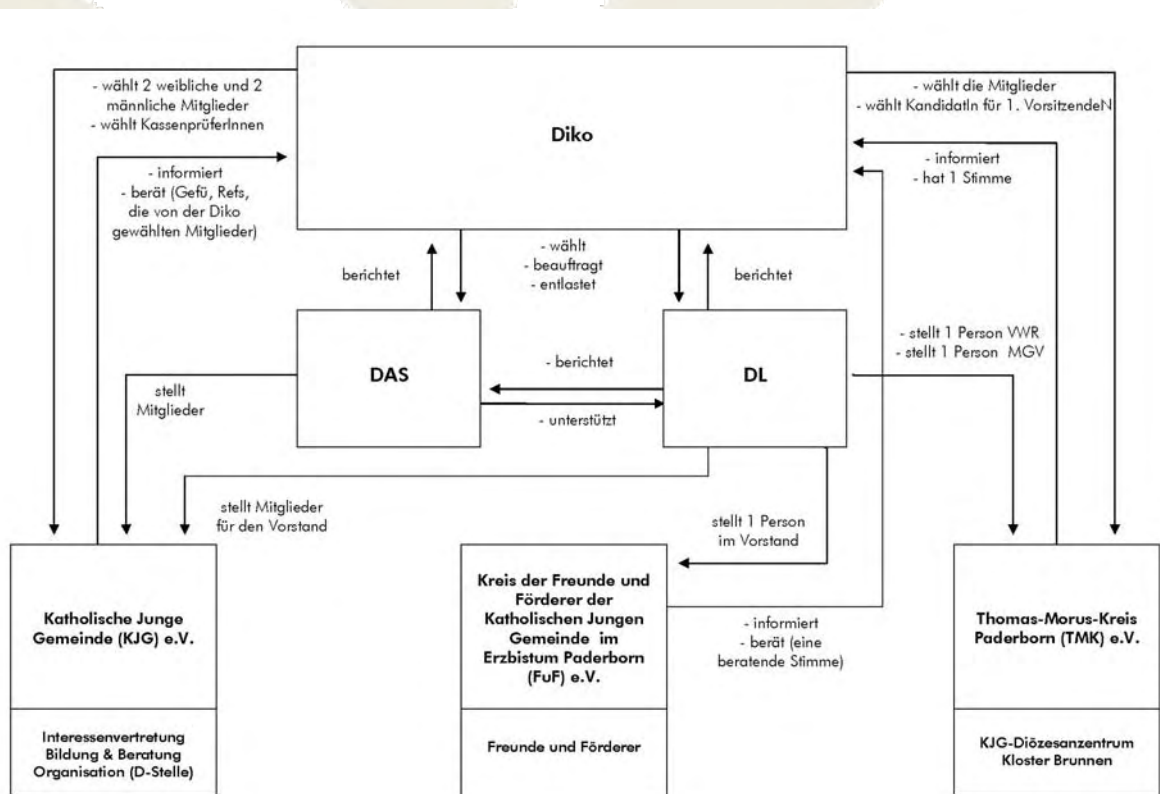 - wählt 2 weibliche und 2
männliche Mitglieder
- wählt KassenprüferInnen
Diko
- wählt die Mitglieder
- wählt KandidatIn für 1. VorsitzendeN
- informiert
- berät (Gefü, Refs,
die von der Diko
gewählten Mitglieder)
- informiert
- hat 1 Stimme
berichtet
- wählt
- beauftragt
- entlastet
berichtet
DAS
- berichtet
- unterstützt
DL
- stellt 1 Person VWR
- stellt 1 Person MGV
stellt
Mitglieder
stellt Mitglieder
für den Vorstand
stellt 1 Person
im Vorstand
Katholische Junge
Gemeinde (KJG) e.V.
Kreis der Freunde und
Förderer der
Katholischen Jungen
Gemeinde im
Erzbistum Paderborn
(FuF) e.V.
- informiert
- berät (eine
beratende Stimme)
Thomas-Morus-Kreis
Paderborn (TMK) e.V.
Interessenvertretung
Bildung & Beratung
Organisation (D-Stelle)
Freunde und Förderer
KJG-Diözesanzentrum
Kloster Brunnen